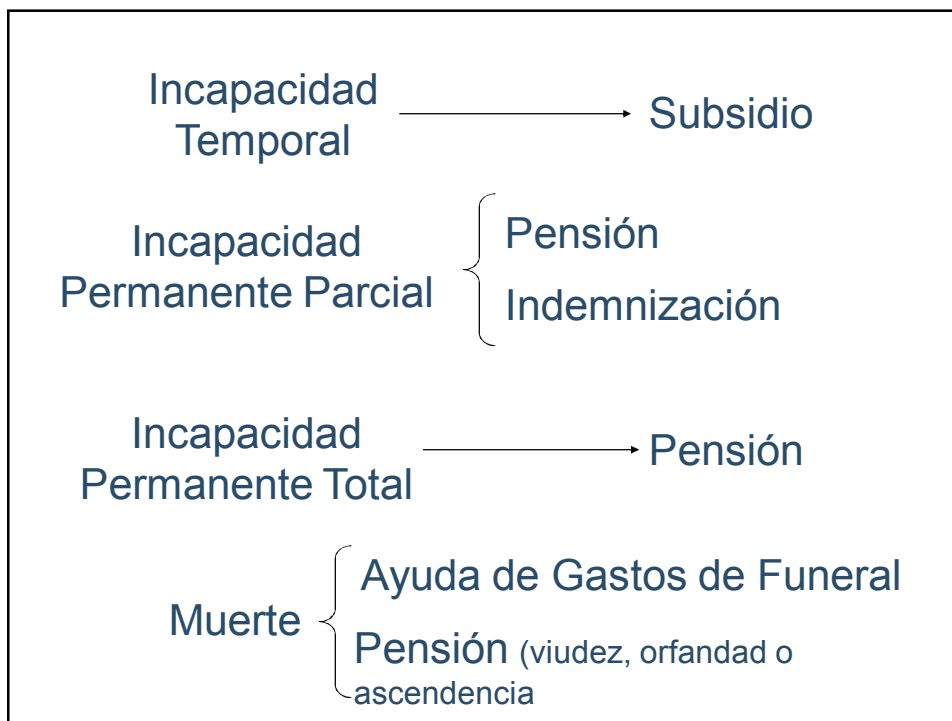 Incapacidad
Temporal
Subsidio
Incapacidad
Permanente Parcial
Pensión
Indemnización
Incapacidad
Permanente Total
Pensión
Muerte
Ayuda de Gastos de Funeral
Pensión (viudez, orfandad o
ascendencia